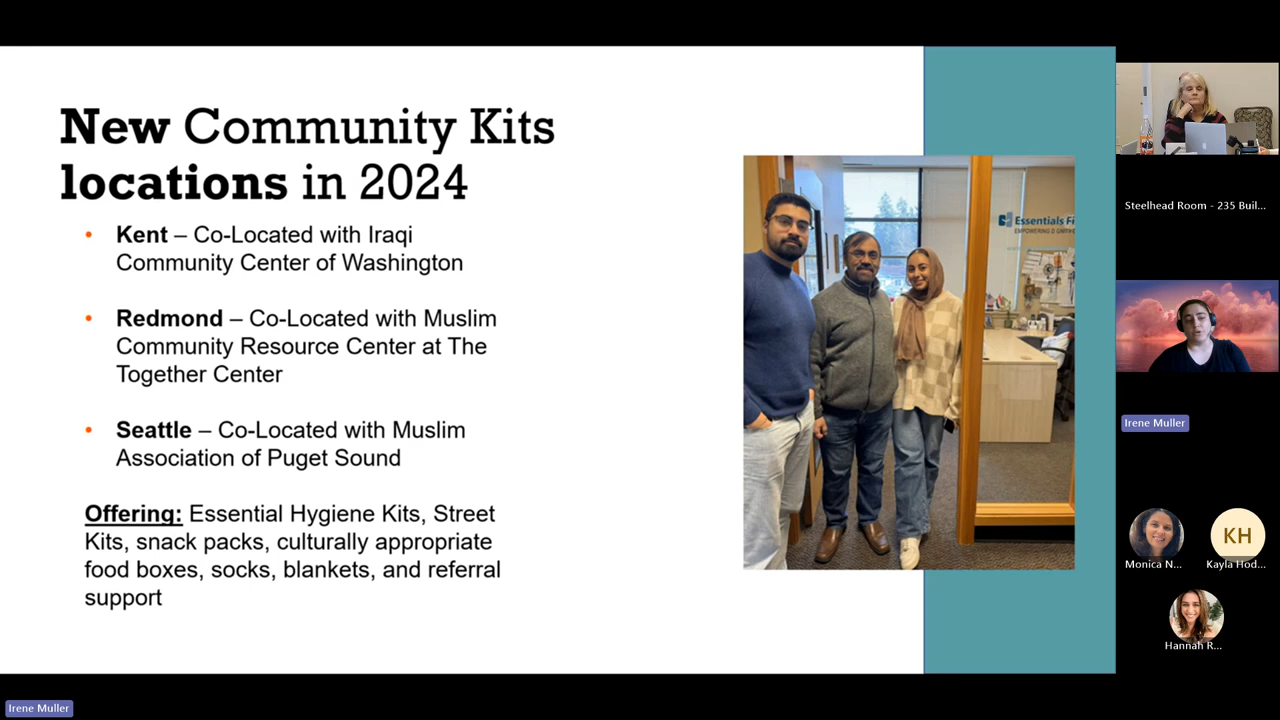 New Community Kits
locations in 2024
• Kent – Co-Located with Iraqi
Community Center of Washington
• Redmond – Co-Located with Muslim
Community Resource Center at The
Together Center
• Seattle – Co-Located with Muslim
Association of Puget Sound
Offering: Essential Hygiene Kits, Street
Kits, snack packs, culturally appropriate
food boxes, socks, blankets, and referral
support
Essentials Fi
Steelhead Room - 235 Buil...
Irene Muller
KH
Monica N...
Kayla Hod...
Hannah R...
Irene Muller